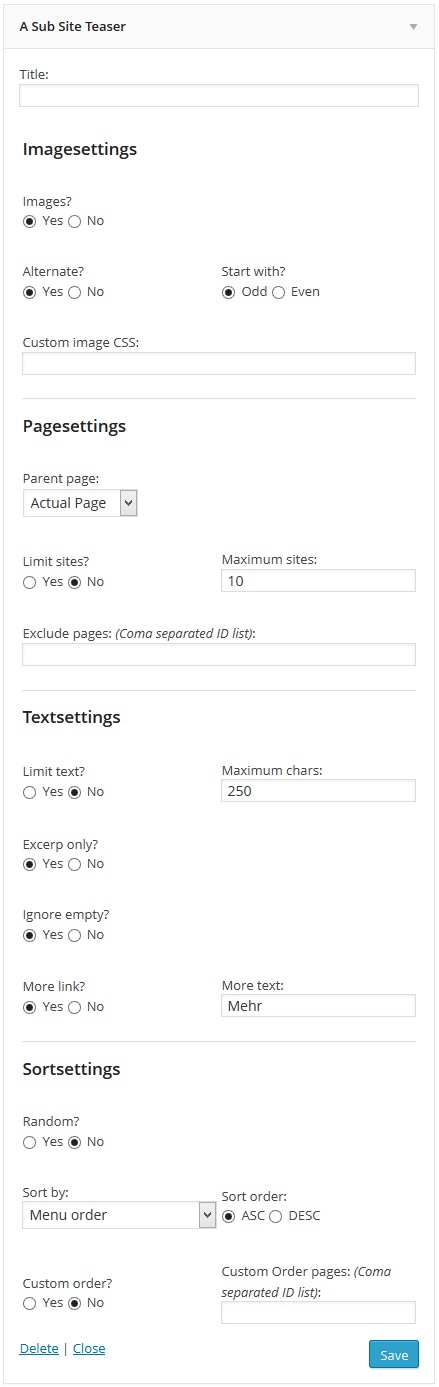 A Sub Site Teaser
Title:
Imagesettings
Images?
Yes No
Alternate? Start with?
Yes No Odd Even
Custom image CSS:
Pagesettings
Parent page:
Actual Page
Limit sites? Maximum sites:
Yes No 10
Exclude pages: (Coma separated ID list):
Textsettings
Limit text? Maximum chars:
Yes No 250
Excerp only?
Yes No
Ignore empty?
Yes No
More link? More text:
Yes No Mehr
Sortsettings
Random?
Yes No
Sort by: Sort order:
Menu order ASC DESC
Custom order? Custom Order pages: (Coma
Yes No separated ID list):
Delete | Close Save